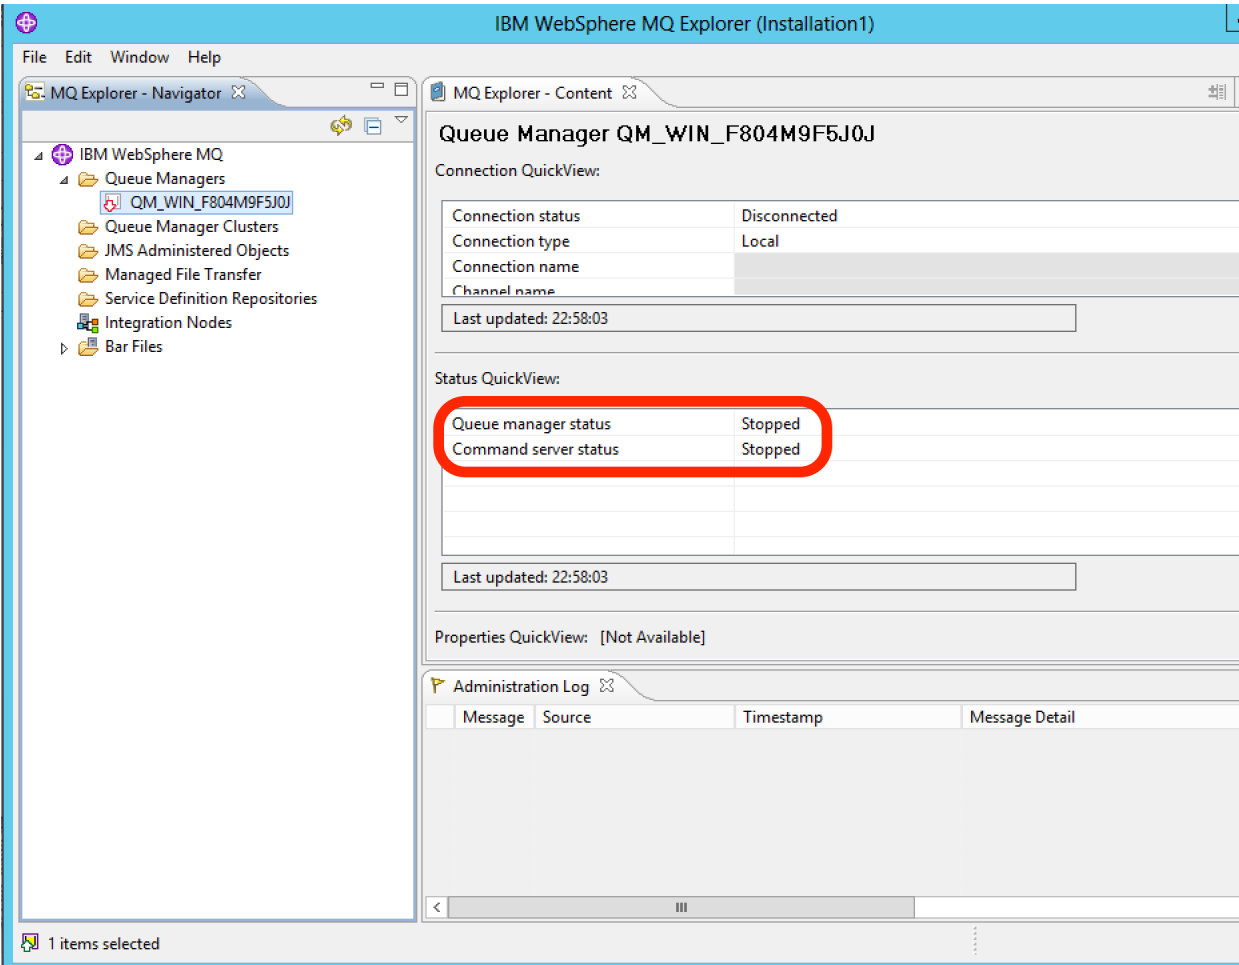 IBM WebSphere MQ Explorer (Installation1)
File Edit Window Help
MQ Explorer - Navigator
IBM WebSphere MQ
Queue Managers
QM_WIN_F804M9F5J0J
Queue Manager Clusters
JMS Administered Objects
Managed File Transfer
Service Definition Repositories
Integration Nodes
Bar Files
MQ Explorer - Content
Queue Manager QM_WIN_F804M9F5J0J
Connection QuickView:
Connection status Disconnected
Connection type Local
Connection name
Channel name
Last updated: 22:58:03
Status QuickView:
Queue manager status Stopped
Command server status Stopped
Last updated: 22:58:03
Properties QuickView: [Not Available]
Administration Log
Message Source Timestamp Message Detail
1 items selected